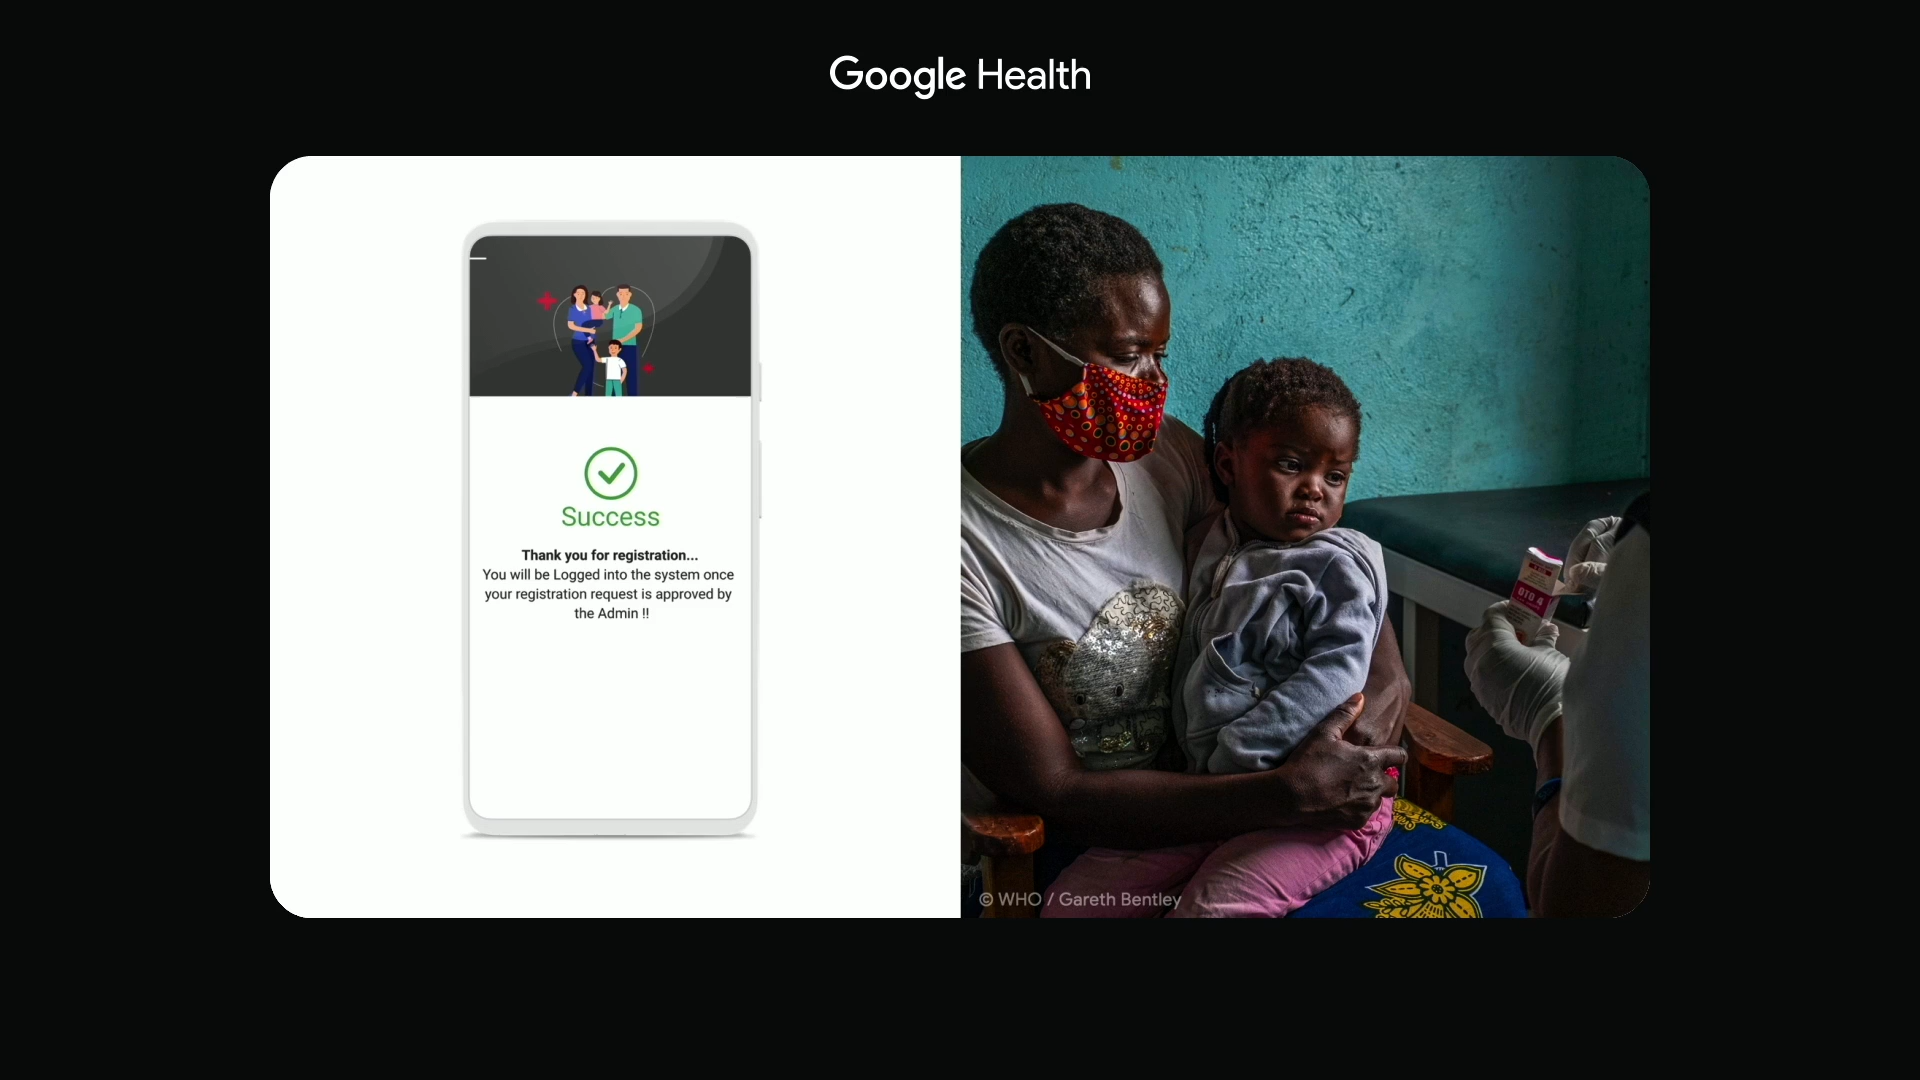 Google Health
Success
Thank you for registration...
You will be Logged into the system once
your registration request is approved by
the Admin !!
© WHO / Gareth Bentley